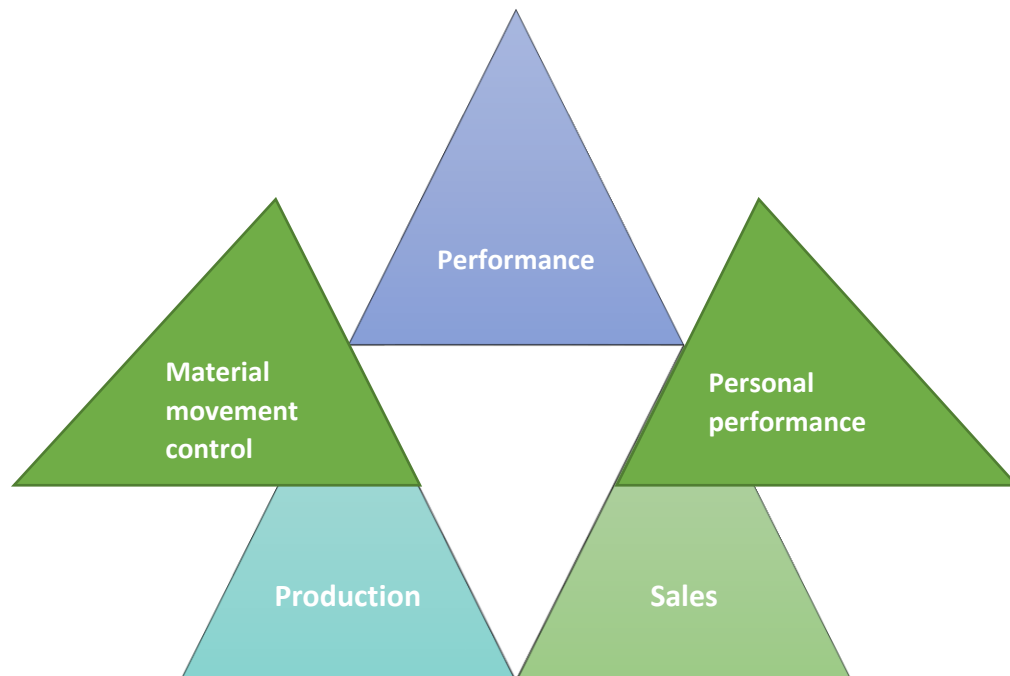 Performance
Material
movement
control
Personal
performance
Production
Sales